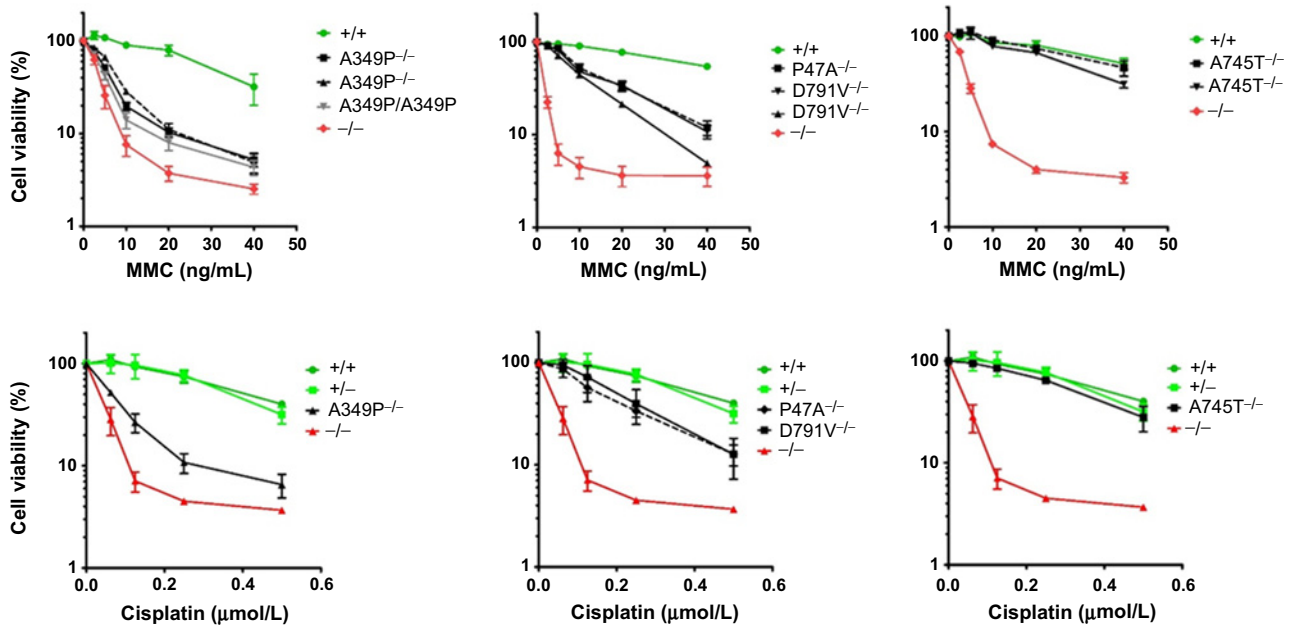 Cell viability (%)
100
10
1
0 10 20 30 40 50
MMC (ng/mL)
+/+
A349P–/–
A349P–/–
A349P/A349P
–/–
100
10
1
0 10 20 30 40 50
MMC (ng/mL)
+/+
P47A–/–
D791V–/–
D791V–/–
–/–
100
10
1
0 10 20 30 40 50
MMC (ng/mL)
+/+
A745T–/–
A745T–/–
–/–
Cell viability (%)
100
10
1
0.0 0.2 0.4 0.6
Cisplatin (µmol/L)
+/+
+/–
A349P–/–
–/–
100
10
1
0.0 0.2 0.4 0.6
Cisplatin (µmol/L)
+/+
+/–
P47A–/–
D791V–/–
–/–
100
10
1
0.0 0.2 0.4 0.6
Cisplatin (µmol/L)
+/+
+/–
A745T–/–
–/–